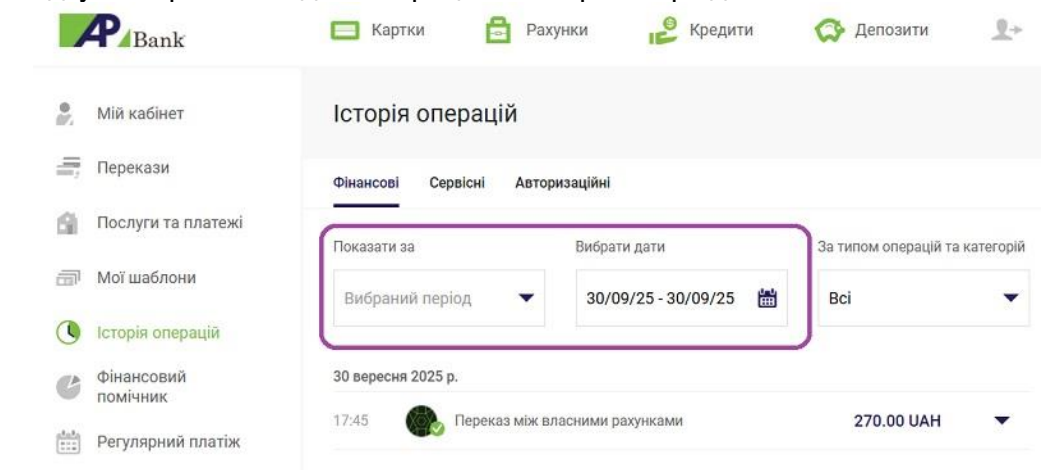 AP Bank
Картки
Рахунки
Кредити
Депозити
Мій кабінет
Перекази
Послуги та платежі
Мої шаблони
Історія операцій
Фінансовий
помічник
Регулярний платіж
Історія операцій
Фінансові
Сервісні
Авторизаційні
Показати за
Вибрати дати
За типом операцій та категорій
Вибраний період
30/09/25 - 30/09/25
Всі
30 вересня 2025 р.
17:45
Переказ між власними рахунками
270.00 UAH